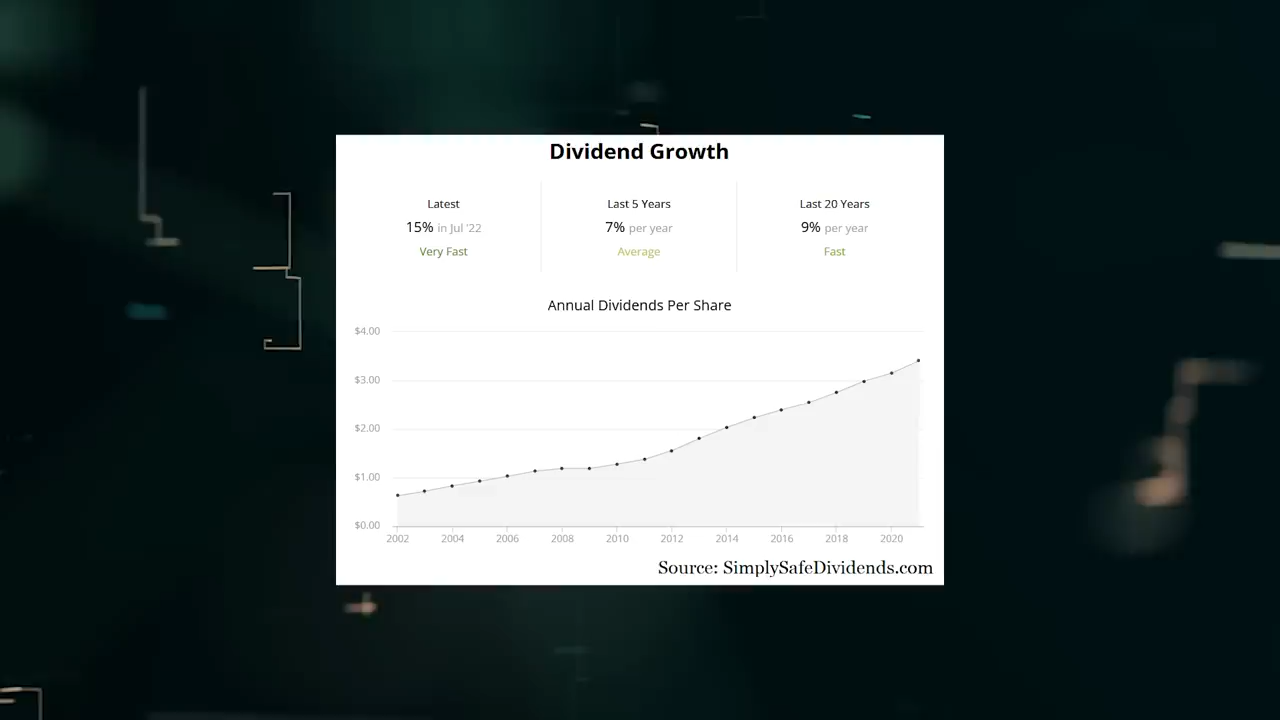 Dividend Growth
Latest
Last 5 Years
Last 20 Years
15% in Jul '22
7% per year
9% per year
Very Fast
Average
Fast
Annual Dividends Per Share
$4.00
$3.00
$2.00
$1.00
$0.00
2002 2004 2006 2008 2010 2012 2014 2016 2018 2020
Source: SimplySafeDividends.com